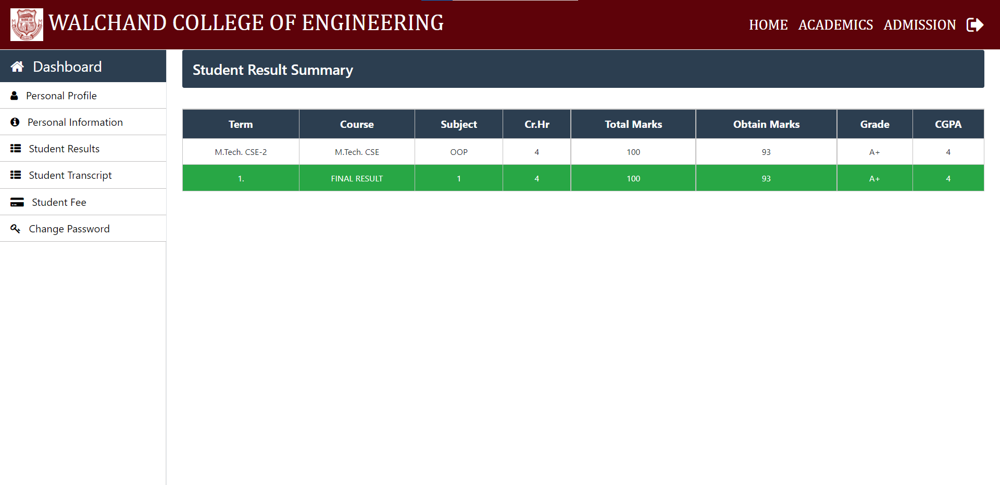 WALCHAND COLLEGE OF ENGINEERING
HOME ACADEMICS ADMISSION
Dashboard
Personal Profile
Personal Information
Student Results
Student Transcript
Student Fee
Change Password
Student Result Summary
Term Course Subject Cr.Hr Total Marks Obtain Marks Grade CGPA
M.Tech. CSE-2 M.Tech. CSE OOP 4 100 93 A+ 4
1. FINAL RESULT 1 4 100 93 A+ 4